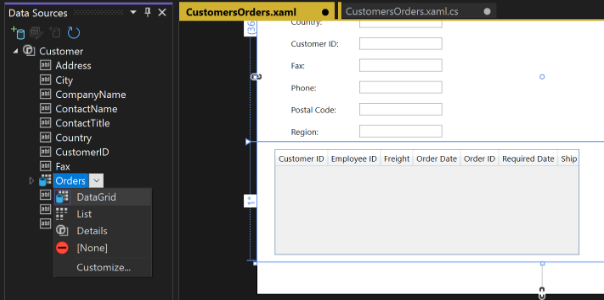 Data Sources
Customer
Address
City
CompanyName
ContactName
ContactTitle
Country
CustomerID
Fax
Orders
DataGrid
List
Details
[None]
Customize...
CustomersOrders.xaml
CustomersOrders.xaml.cs
Country:
Customer ID:
Fax:
Phone:
Postal Code:
Region:
Customer ID Employee ID Freight Order Date Order ID Required Date Ship